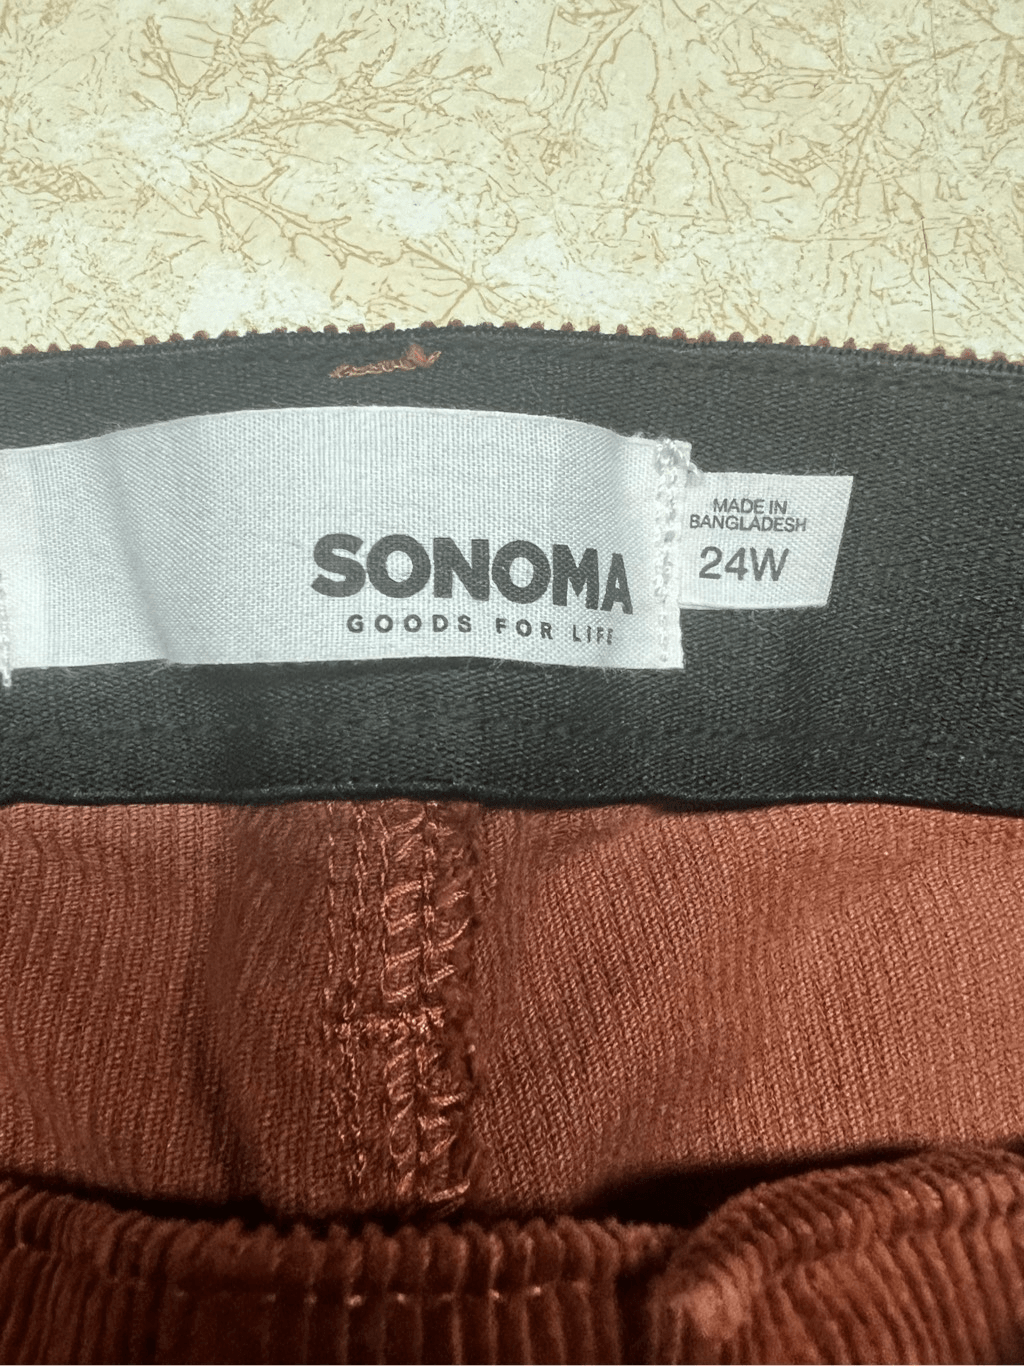 SONOMA
GOODS FOR LIFE
MADE IN
BANGLADESH
24W